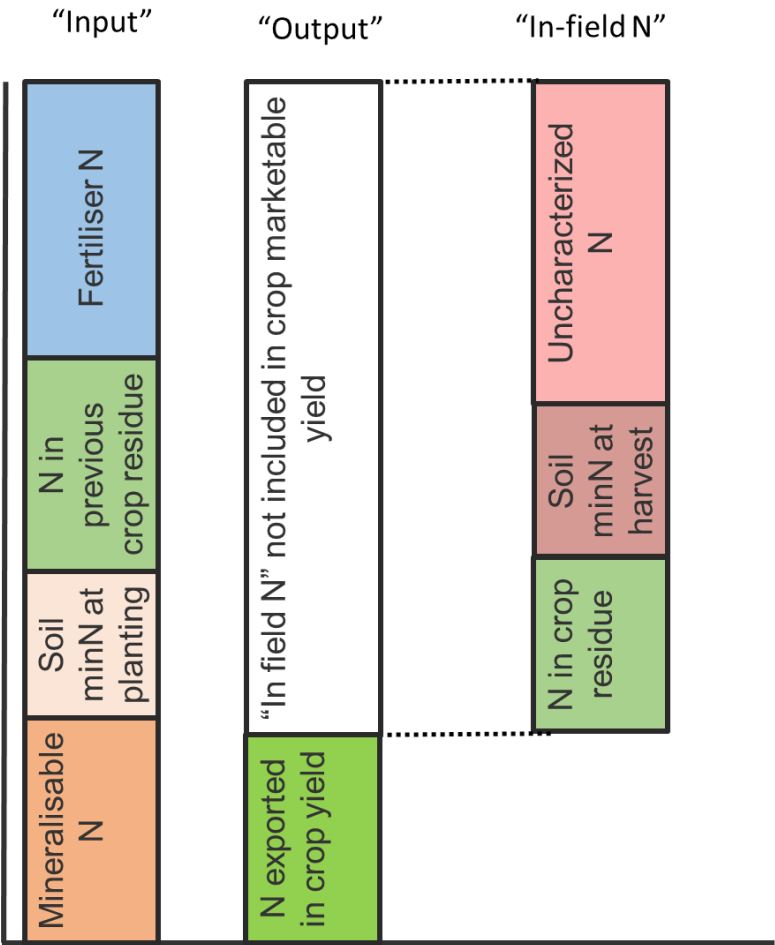 “Input”
“Output”
“In-field N”
Fertiliser N
N in
previous
crop residue
Soil
minN at
planting
Mineralisable
N
“In field N” not included in crop marketable
yield
N exported
in crop yield
Uncharacterized
N
Soil
minN at
harvest
N in crop
residue